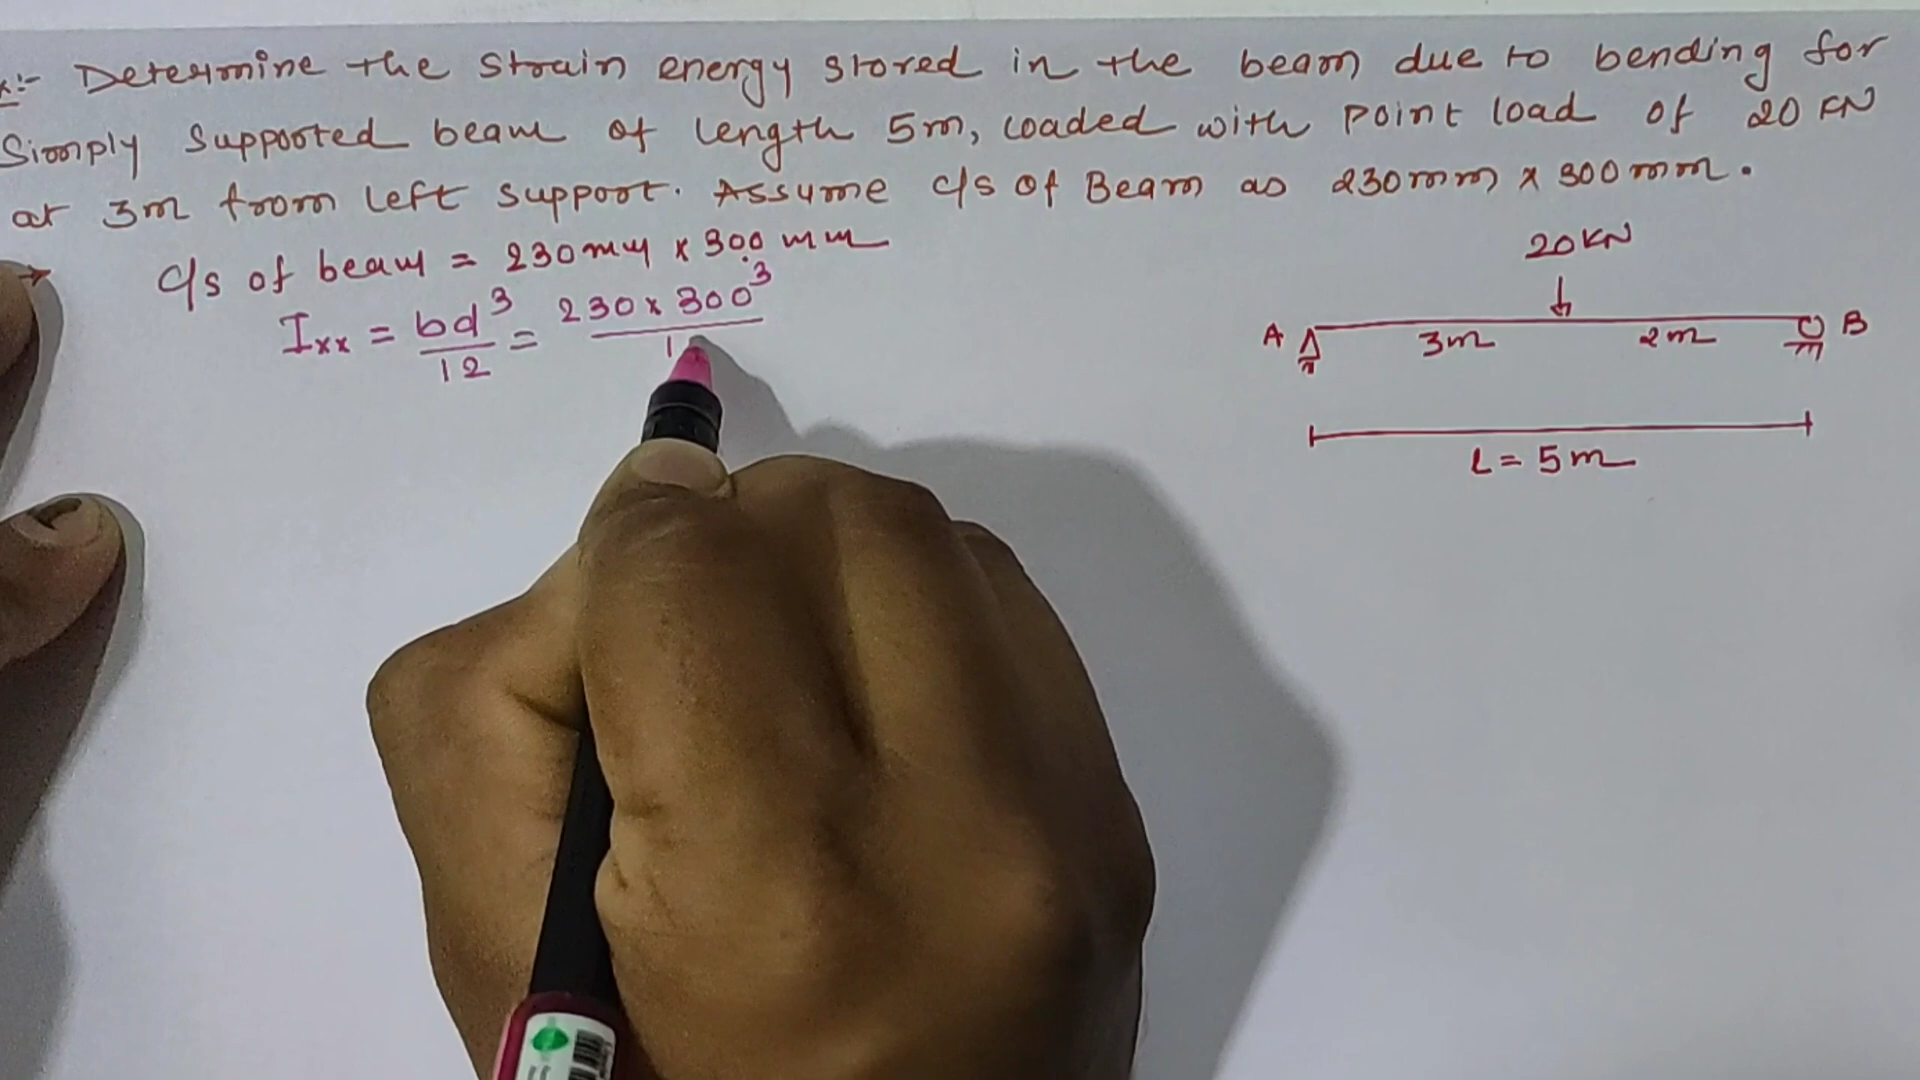 :- Determine the strain energy stored in the beam due to bending for
Simply supported beam of length 5m, loaded with point load of 20 KN
at 3m from left support. Assume c/s of Beam as 230mm x 300mm.
C/s of beam = 230mm x 300 mm
Ixx = bd³/12 = 230 x 300³/1
20KN
A 3m 2m B
L = 5m